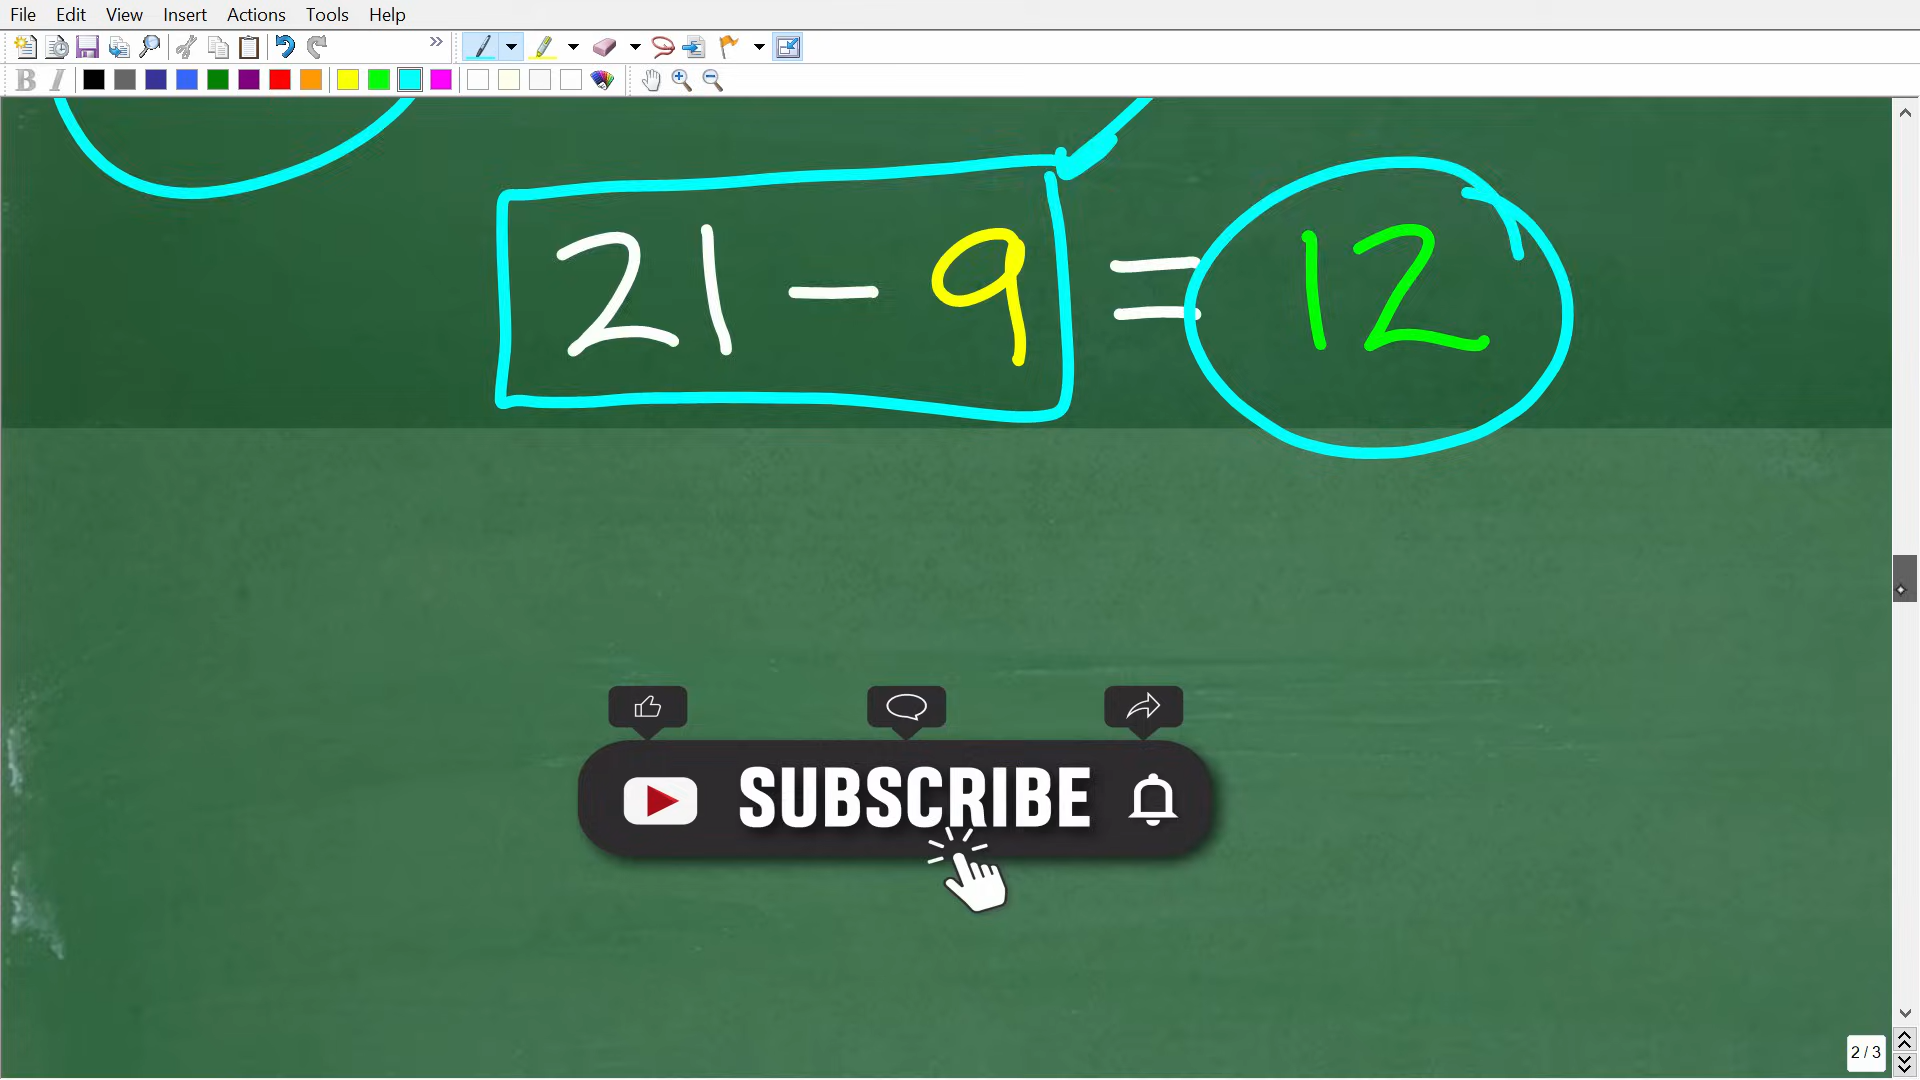 File Edit View Insert Actions Tools Help
B I
21 - 9 = 12
SUBSCRIBE
2 / 3